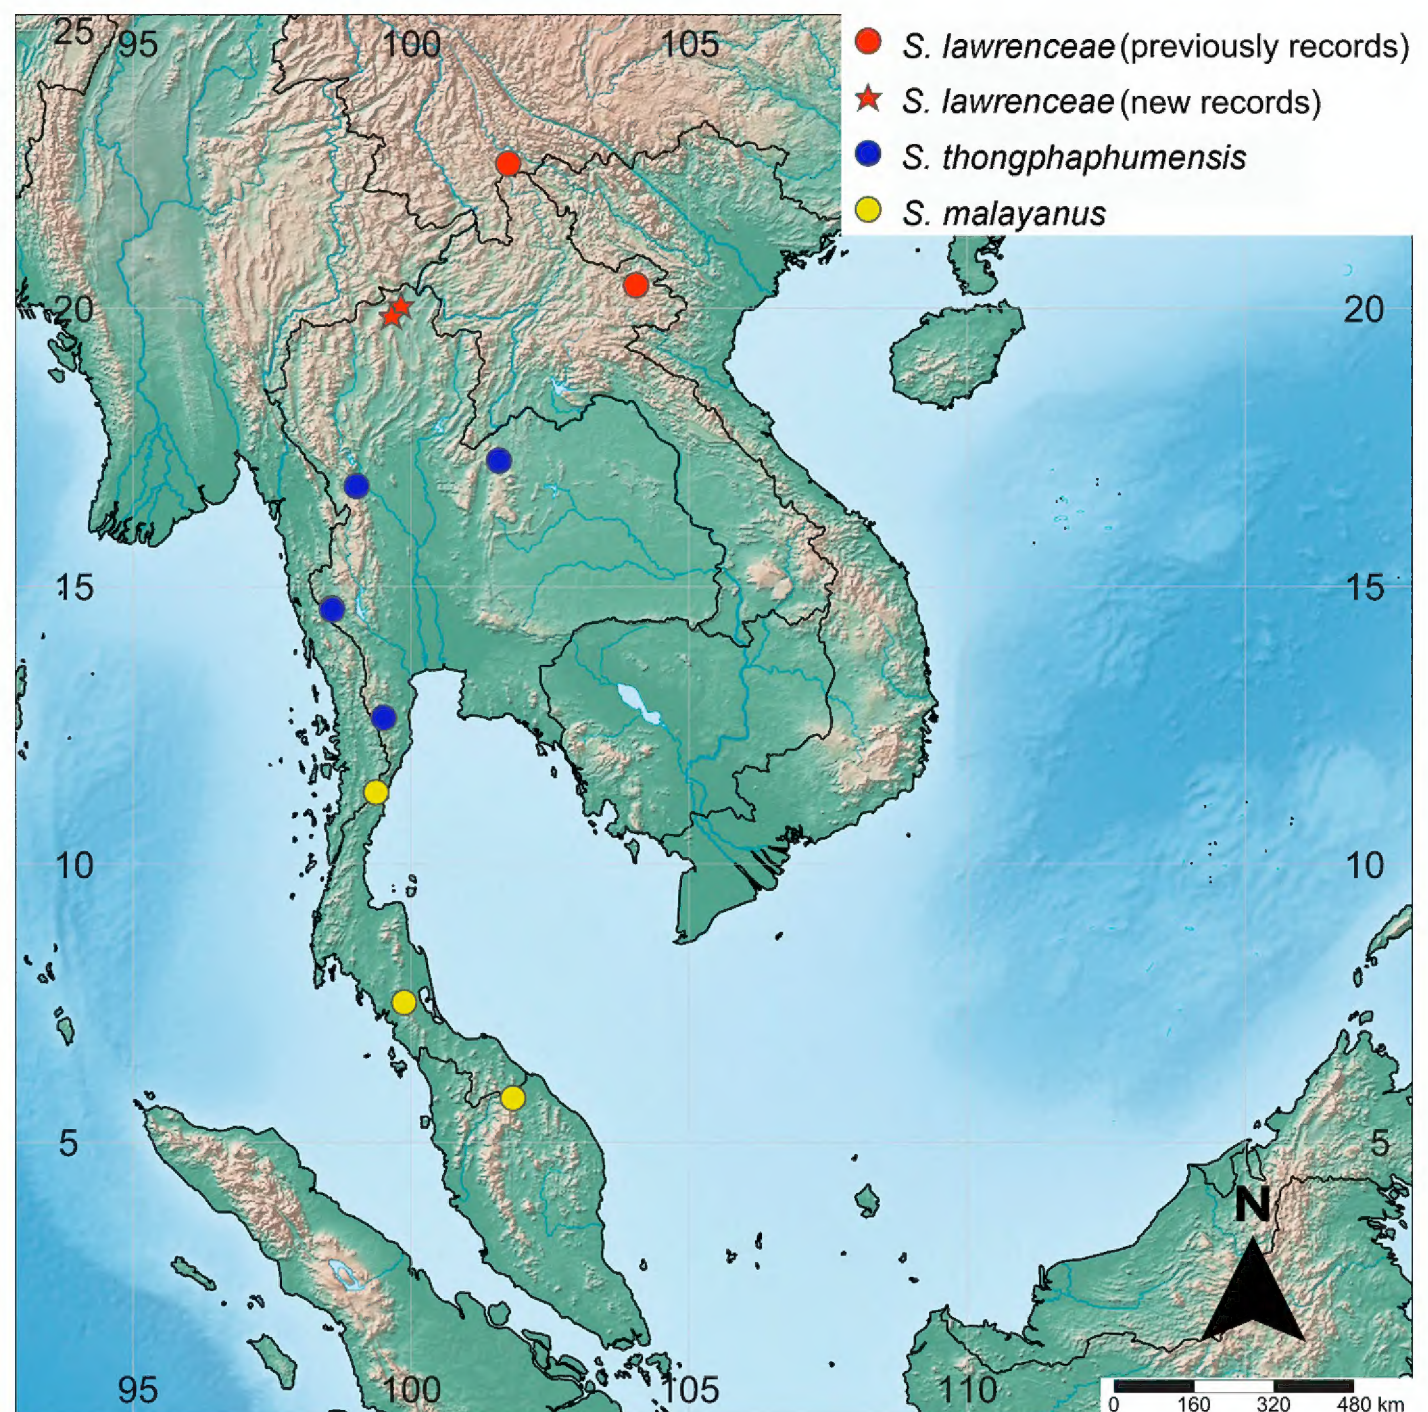 25 95 100 105
S. lawrenceae (previously records)
S. lawrenceae (new records)
S. thongphaphumensis
S. malayanus
20 20
15 15
10 10
5 5
N
95 100 105 110
0 160 320 480 km